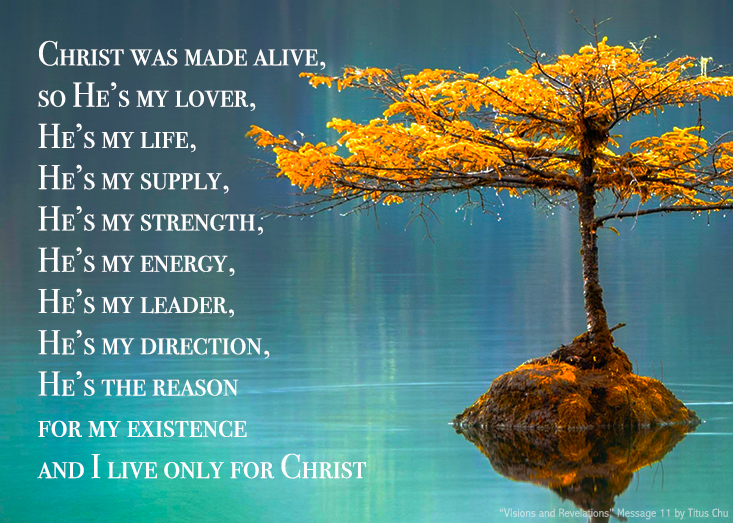 Christ was made alive,
so He's my lover,
He's my life,
He's my supply,
He's my strength,
He's my energy,
He's my leader,
He's my direction,
He's the reason
for my existence
and I live only for Christ
"Visions and Revelations," Message 11 by Titus Chu